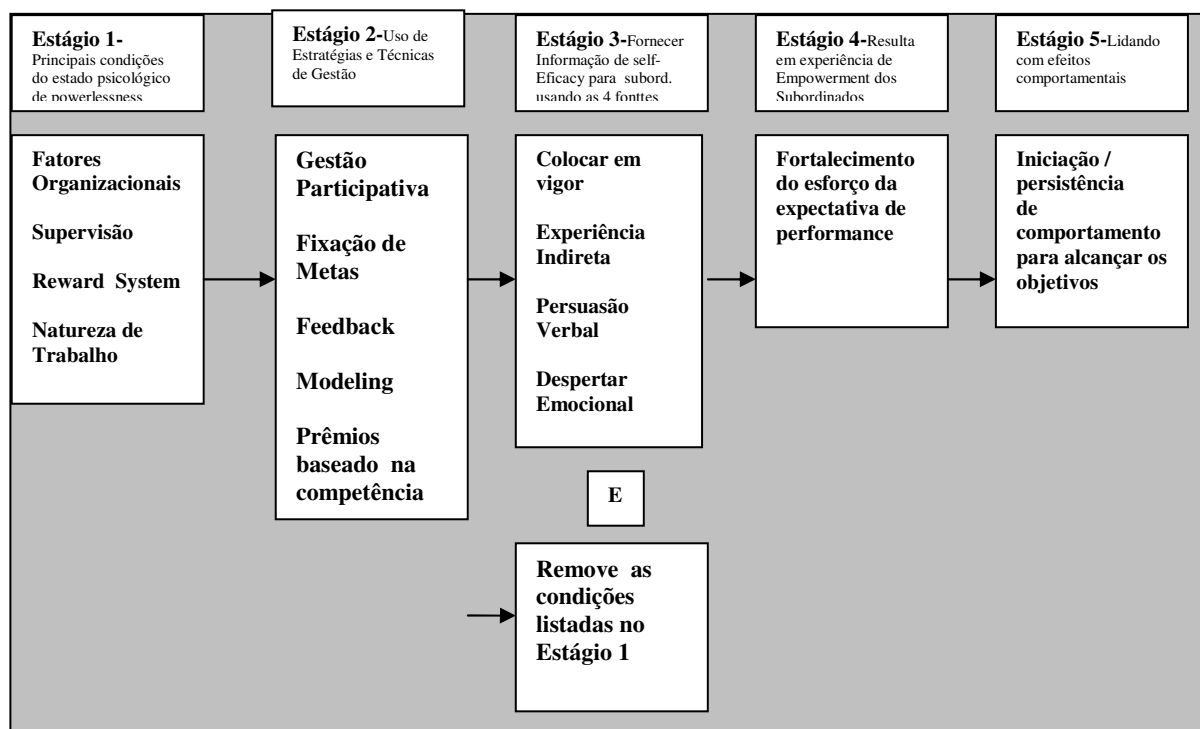 Estágio 1-
Principais condições
do estado psicológico
de powerlessness
Estágio 2-Uso de
Estratégias e Técnicas
de Gestão
Estágio 3-Fornecer
Informação de self-
Eficacy para subord.
usando as 4 fonttes
Estágio 4-Resulta
em experiência de
Empowerment dos
Subordinados
Estágio 5-Lidando
com efeitos
comportamentais
Fatores
Organizacionais
Supervisão
Reward System
Natureza de
Trabalho
Gestão
Participativa
Fixação de
Metas
Feedback
Modeling
Prêmios
baseado na
competência
Colocar em
vigor
Experiência
Indireta
Persuasão
Verbal
Despertar
Emocional
E
Remove as
condições
listadas no
Estágio 1
Fortalecimento
do esforço da
expectativa de
performance
Iniciação /
persistência
de
comportamento
para alcançar os
objetivos